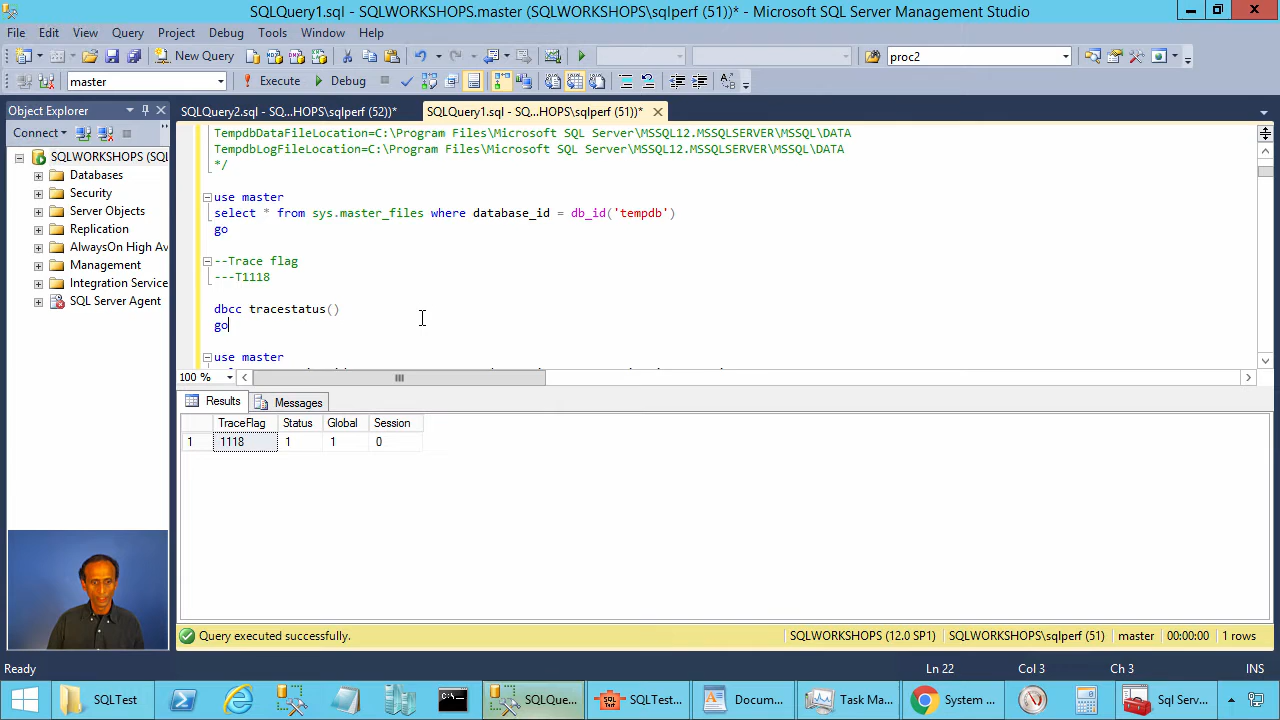 SQLQuery1.sql - SQLWORKSHOPS.master (SQLWORKSHOPS\sqlperf (51))* - Microsoft SQL Server Management Studio
File Edit View Query Project Debug Tools Window Help
New Query proc2
master Execute Debug
Object Explorer
SQLQuery2.sql - SQ...HOPS\sqlperf (52))* SQLQuery1.sql - SQ...HOPS\sqlperf (51))*
Connect
SQLWORKSHOPS (SQL
Databases
Security
Server Objects
Replication
AlwaysOn High Av
Management
Integration Service
SQL Server Agent
TempdbDataFileLocation=C:\Program Files\Microsoft SQL Server\MSSQL12.MSSQLSERVER\MSSQL\DATA
TempdbLogFileLocation=C:\Program Files\Microsoft SQL Server\MSSQL12.MSSQLSERVER\MSSQL\DATA
*/
use master
select * from sys.master_files where database_id = db_id('tempdb')
go
--Trace flag
---T1118
dbcc tracestatus()
go
use master
100 %
Results Messages
TraceFlag Status Global Session
1 1118 1 1 0
Query executed successfully. SQLWORKSHOPS (12.0 SP1) SQLWORKSHOPS\sqlperf (51) master 00:00:00 1 rows
Ready Ln 22 Col 3 Ch 3 INS
SQLTest SQLQue... SQLTest... Docum... Task Ma... System ... Sql Serv...